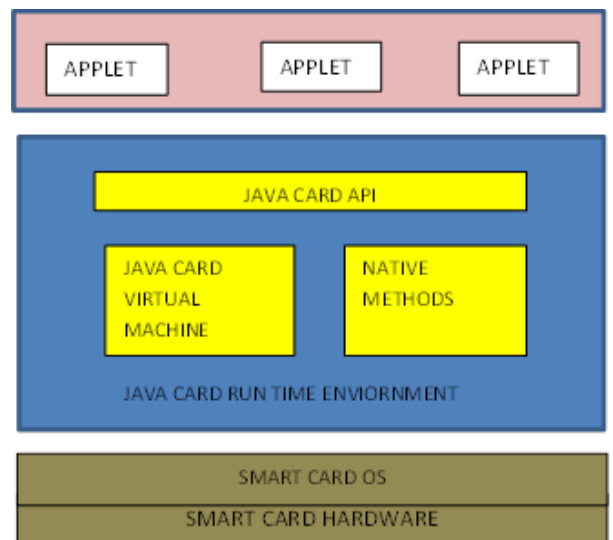 APPLET
APPLET
APPLET
JAVA CARD API
JAVA CARD
VIRTUAL
MACHINE
NATIVE
METHODS
JAVA CARD RUN TIME ENVIORNMENT
SMART CARD OS
SMART CARD HARDWARE